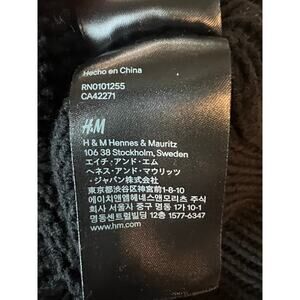 Hecho en China
RN0101255
CA42271
H&M
H & M Hennes & Mauritz
106 38 Stockholm, Sweden
エイチ・アンド・エム
ヘネス・アンド・マウリッツ
・ジャパン株式会社
東京都渋谷区神宮前1-8-10
에이치앤엠헤네스앤모리츠 주식
회사 서울시 중구 명동 1가 10-1
명동센트럴빌딩 12층 1577-6347
www.hm.com